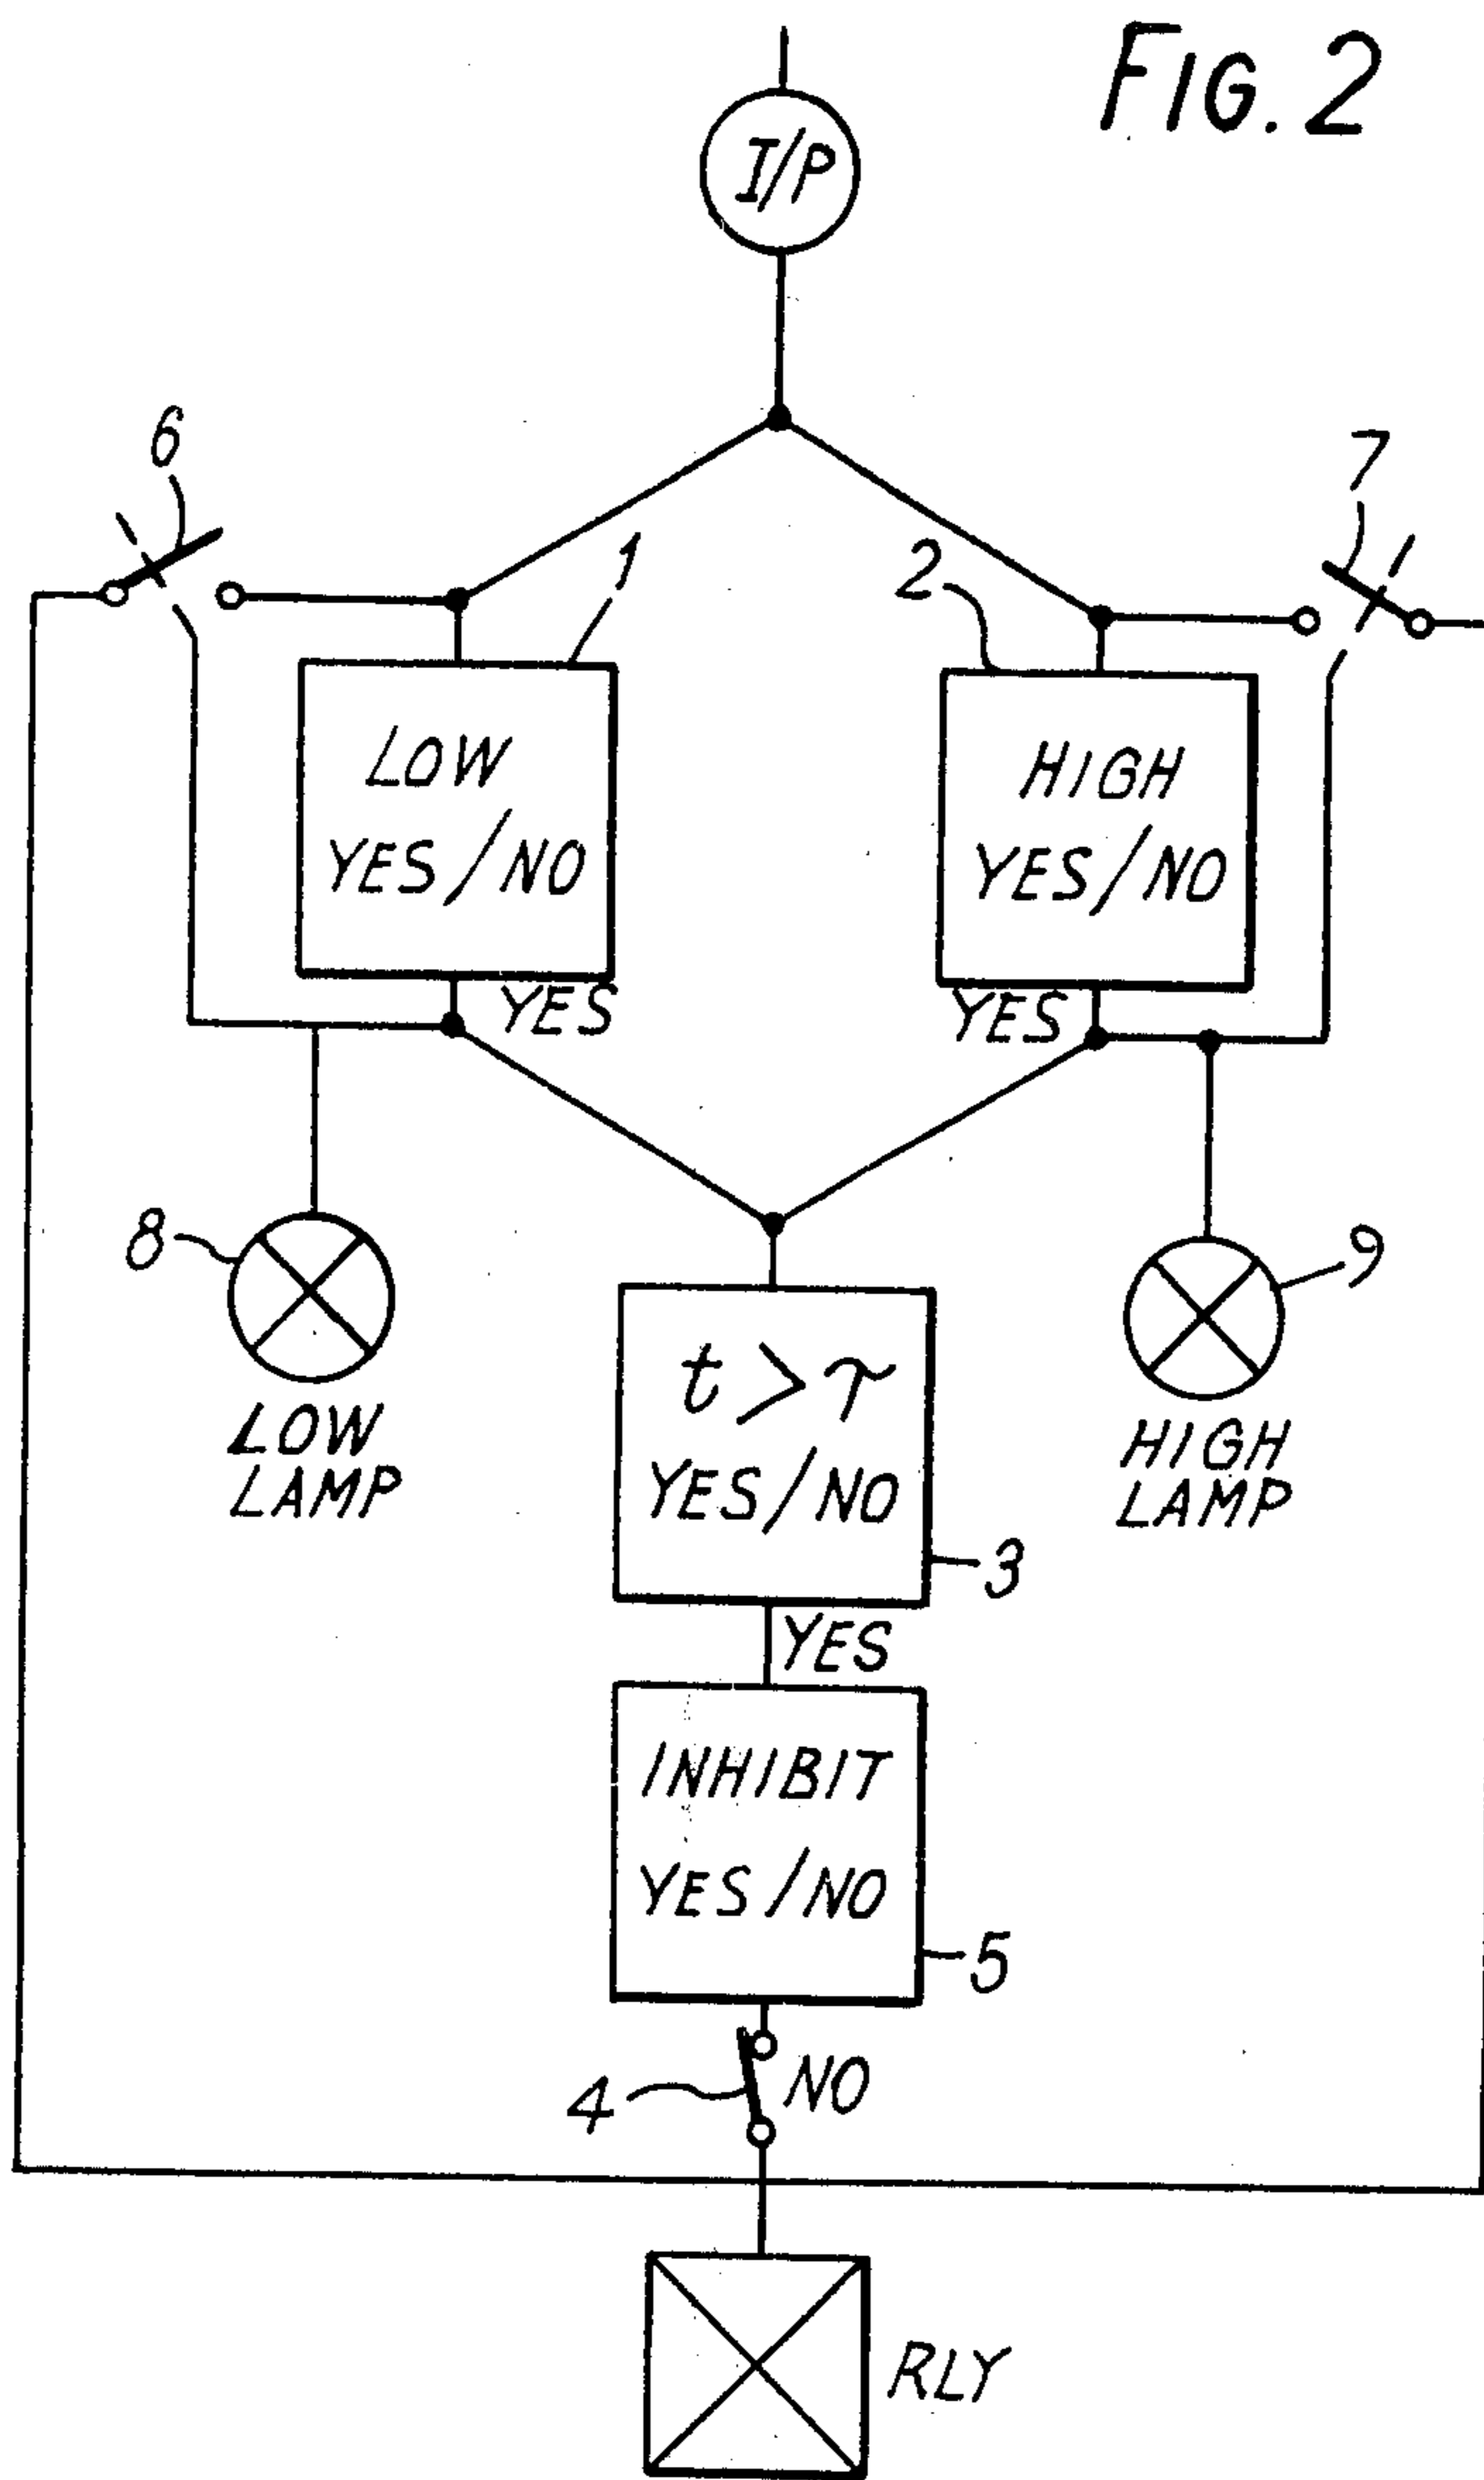 FIG. 2
I/P
6
7
1
2
LOW
YES/NO
HIGH
YES/NO
YES
YES
8
9
LOW
LAMP
t > τ
YES/NO
HIGH
LAMP
3
YES
INHIBIT
YES/NO
5
4
NO
RLY